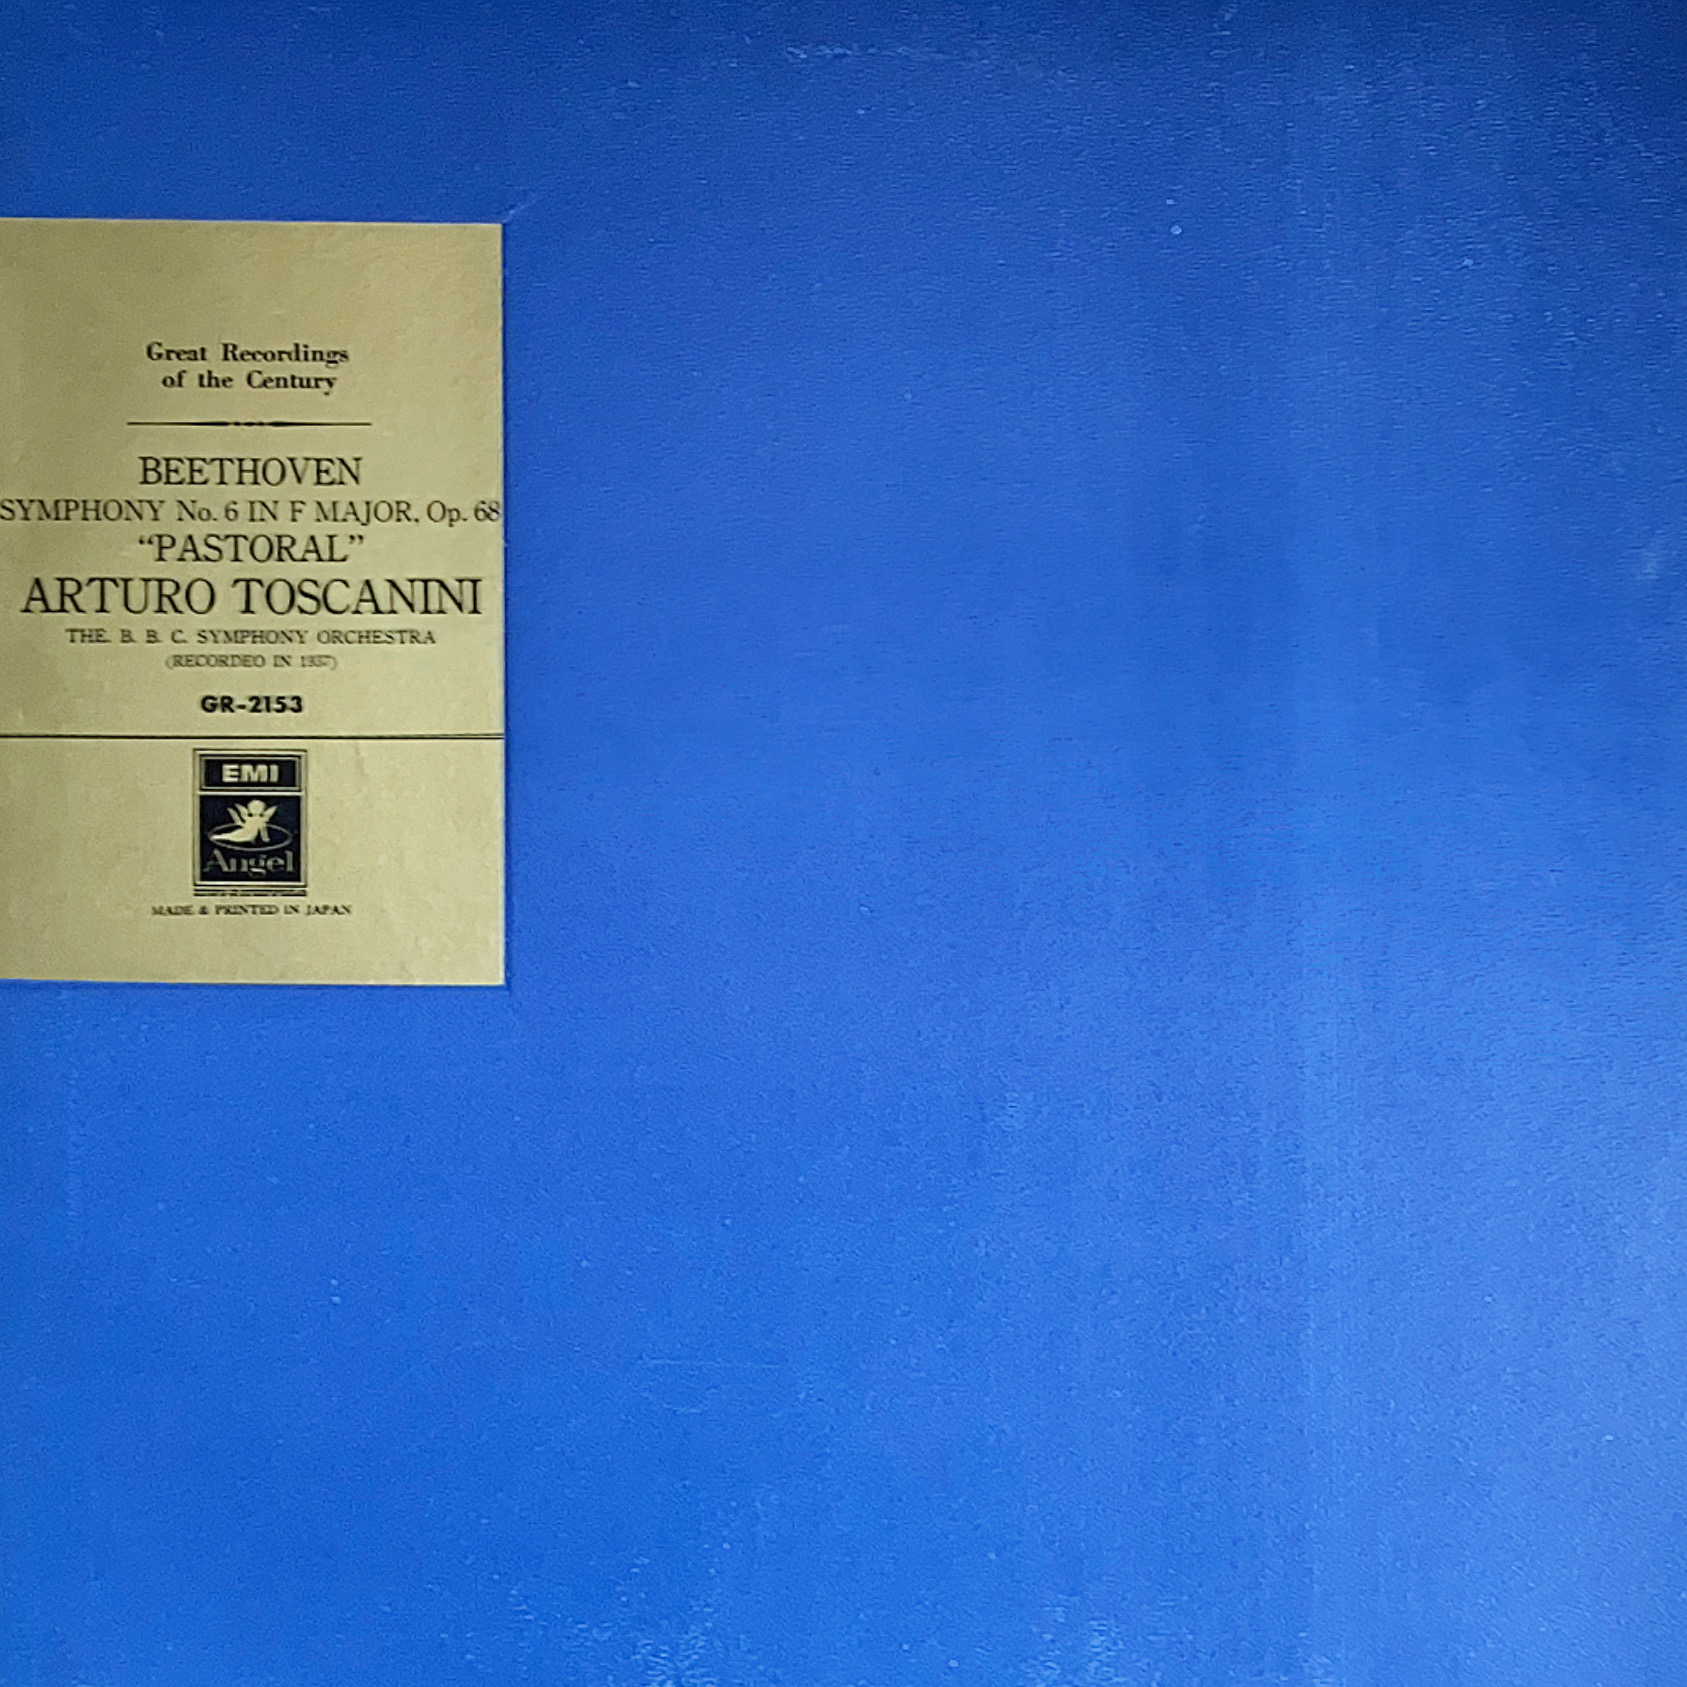 Great Recordings
of the Century
BEETHOVEN
SYMPHONY No. 6 IN F MAJOR, Op. 68
“PASTORAL”
ARTURO TOSCANINI
THE. B. B. C. SYMPHONY ORCHESTRA
(RECORDED IN 1937)
GR-2153
EMI
Angel
MADE & PRINTED IN JAPAN